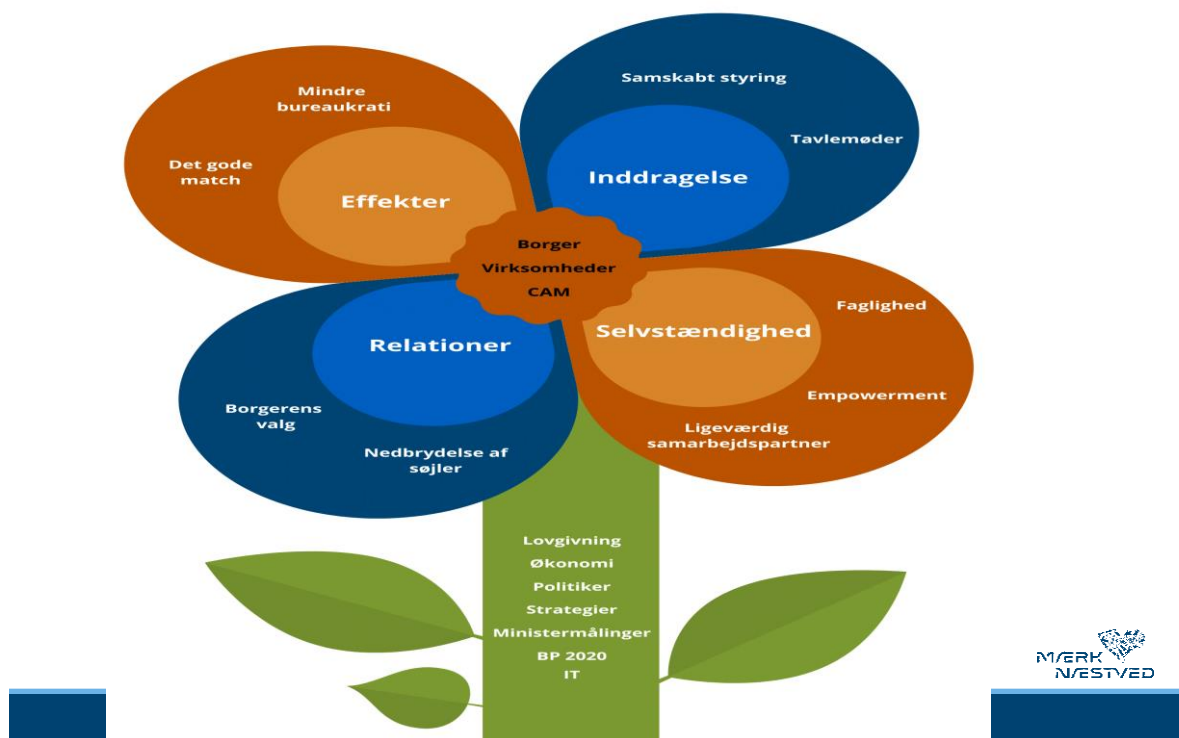 Mindre
bureaukrati
Det gode
match
Effekter
Samskabt styring
Tavlemøder
Inddragelse
Borger
Virksomheder
CAM
Relationer
Borgerens
valg
Nedbrydelse af
søjler
Selvstændighed
Faglighed
Empowerment
Ligeværdig
samarbejdspartner
Lovgivning
Økonomi
Politiker
Strategier
Ministermålinger
BP 2020
IT
MÆRK
NÆSTVED